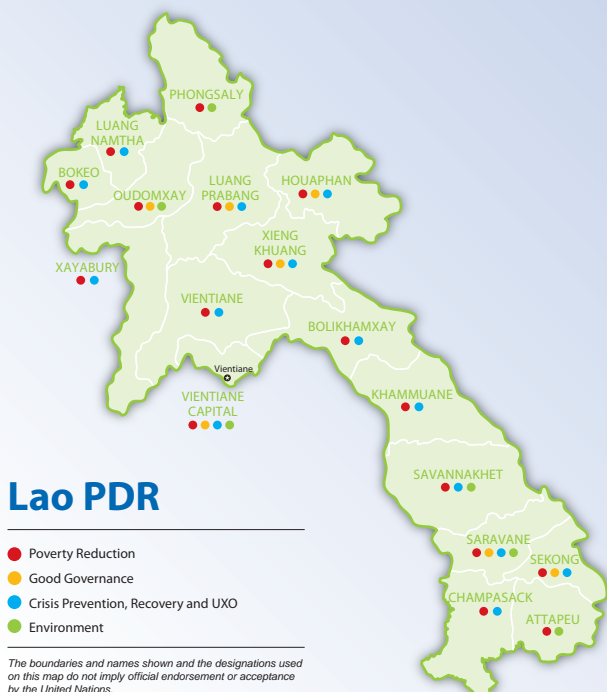 PHONGSALY
LUANG
NAMTHA
BOKEO
OUDOMXAY
LUANG
PRABANG
HOUAPHAN
XIENG
KHUANG
XAYABURY
VIENTIANE
BOLIKHAMXAY
Vientiane
VIENTIANE
CAPITAL
KHAMMUANE
SAVANNAKHET
SARAVANE
SEKONG
CHAMPASACK
ATTAPEU
Lao PDR
Poverty Reduction
Good Governance
Crisis Prevention, Recovery and UXO
Environment
The boundaries and names shown and the designations used
on this map do not imply official endorsement or acceptance
by the United Nations.